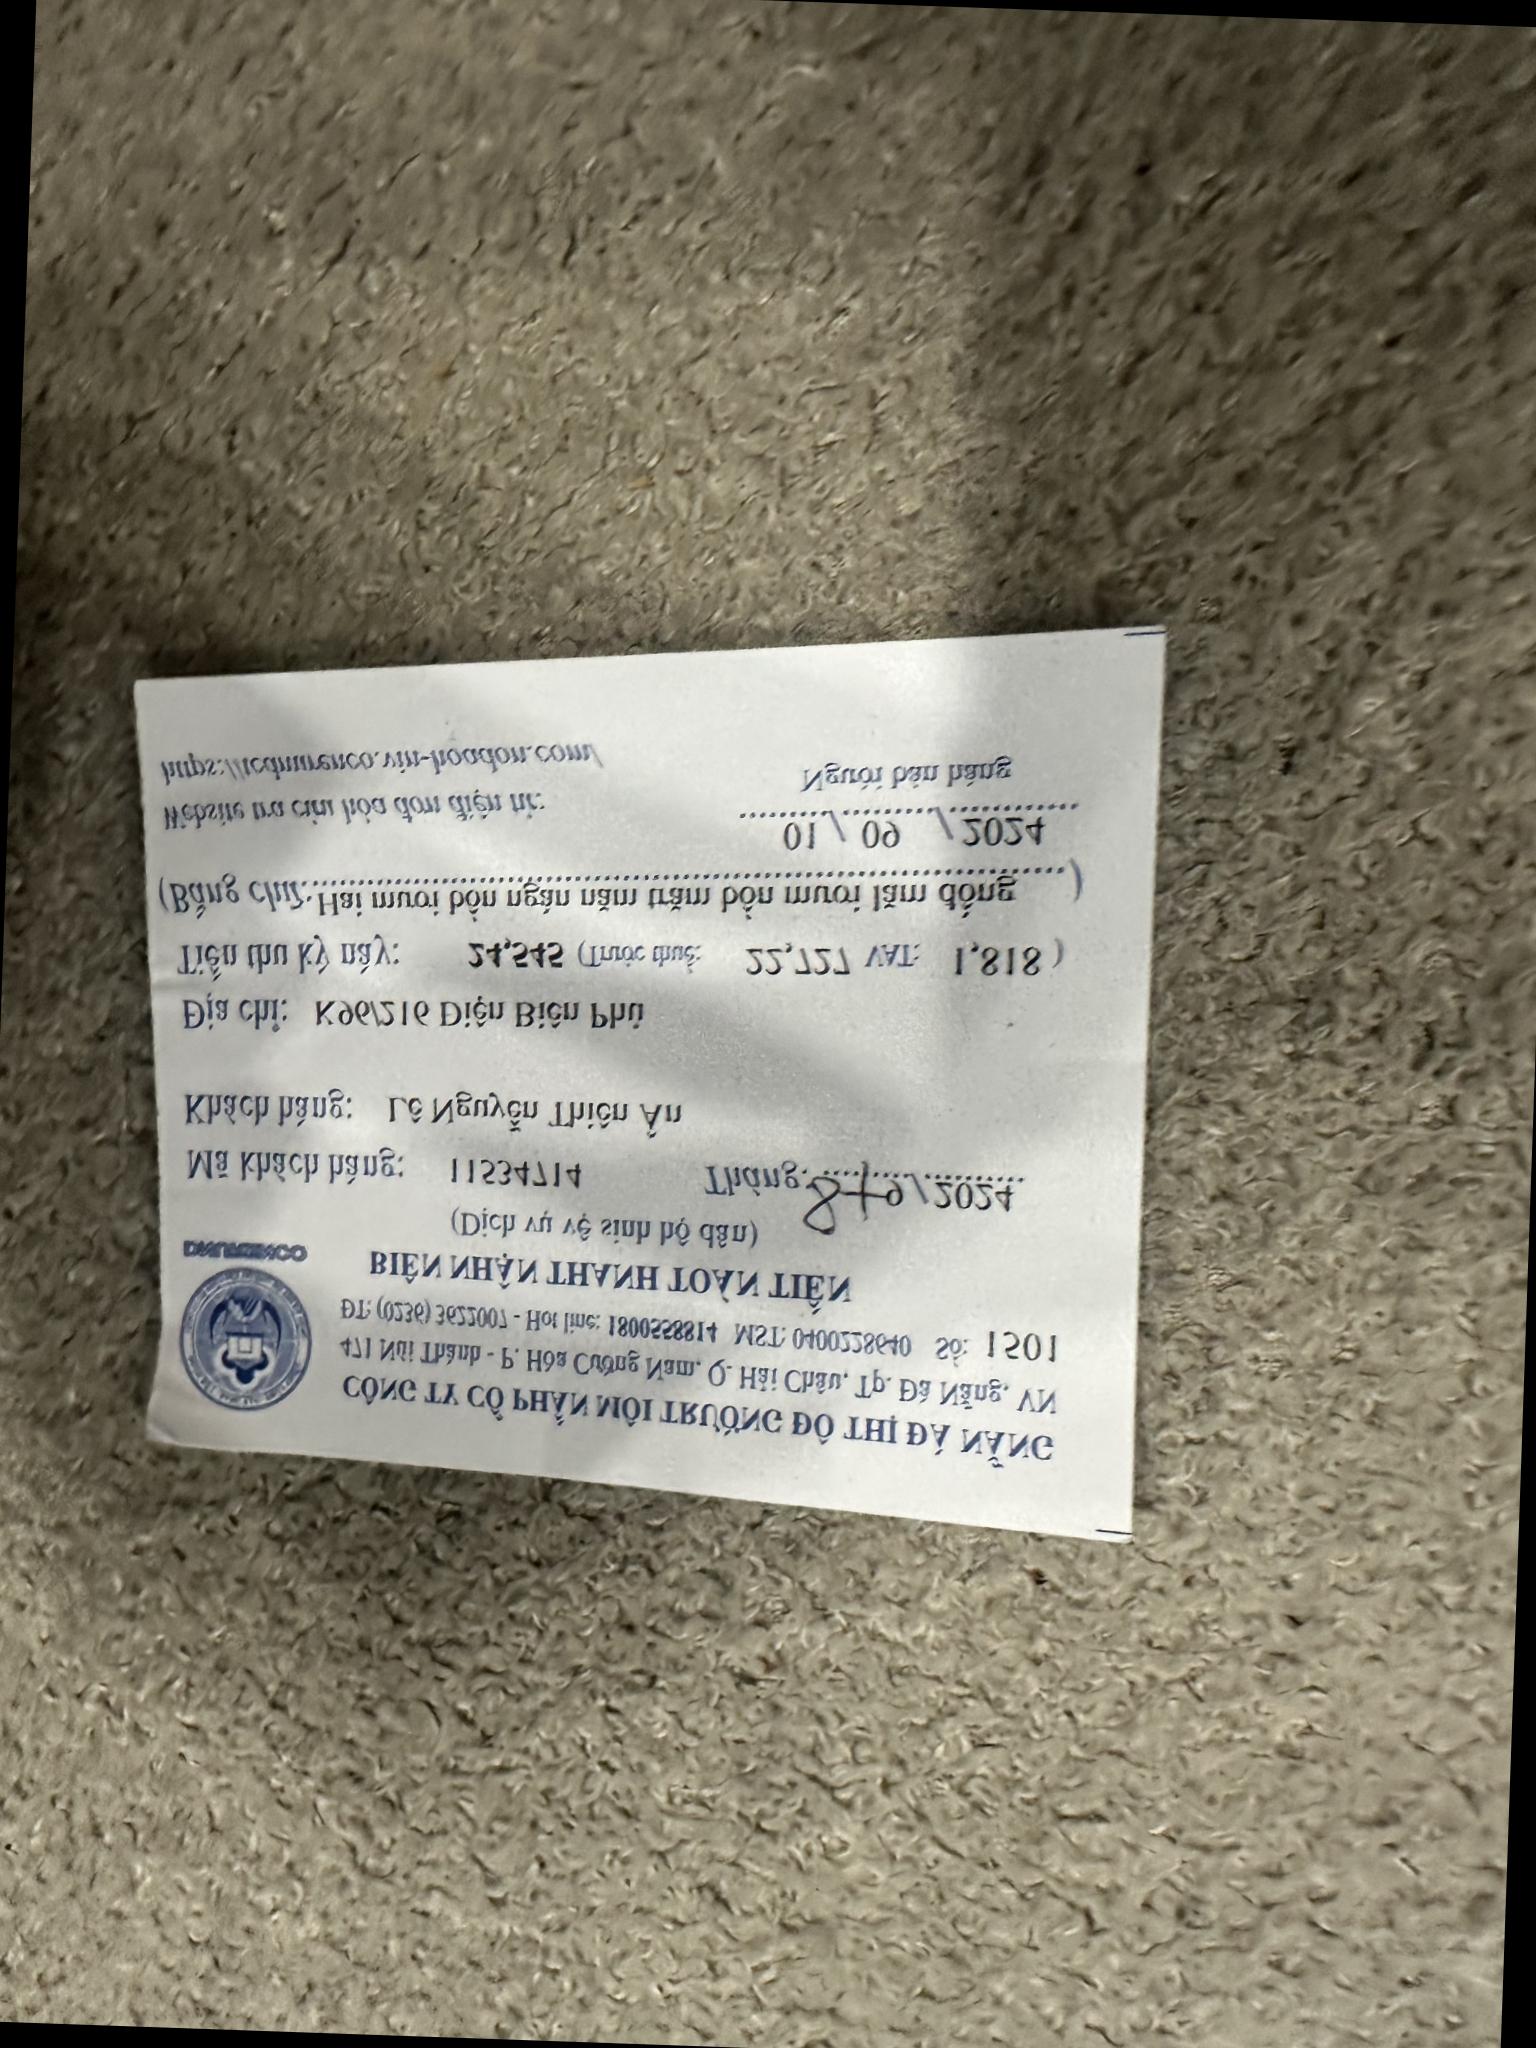 CÔNG TY CỔ PHẦN MÔI TRƯỜNG ĐÔ THỊ ĐÀ NẴNG
471 Núi Thành - P. Hòa Cường Nam, Q. Hải Châu, Tp. Đà Nẵng, VN
ĐT: (0236) 3622007 - Hot line: 1800558814 MST: 0400228640 Số: 1501
DNURENCO
BIÊN NHẬN THANH TOÁN TIỀN
(Dịch vụ vệ sinh hộ dân)
Mã khách hàng: 11534714 Tháng: 8+9/2024
Khách hàng: Lê Nguyễn Thiên Ân
Địa chỉ: K96/216 Điện Biên Phủ
Tiền thu kỳ này: 24,545 (Trước thuế: 22,727 VAT: 1,818 )
(Bằng chữ: Hai mươi bốn ngàn năm trăm bốn mươi lăm đồng )
01 / 09 / 2024
Website tra cứu hóa đơn điện tử:
Người bán hàng
https://tcdnurenco.vin-hoadon.com/